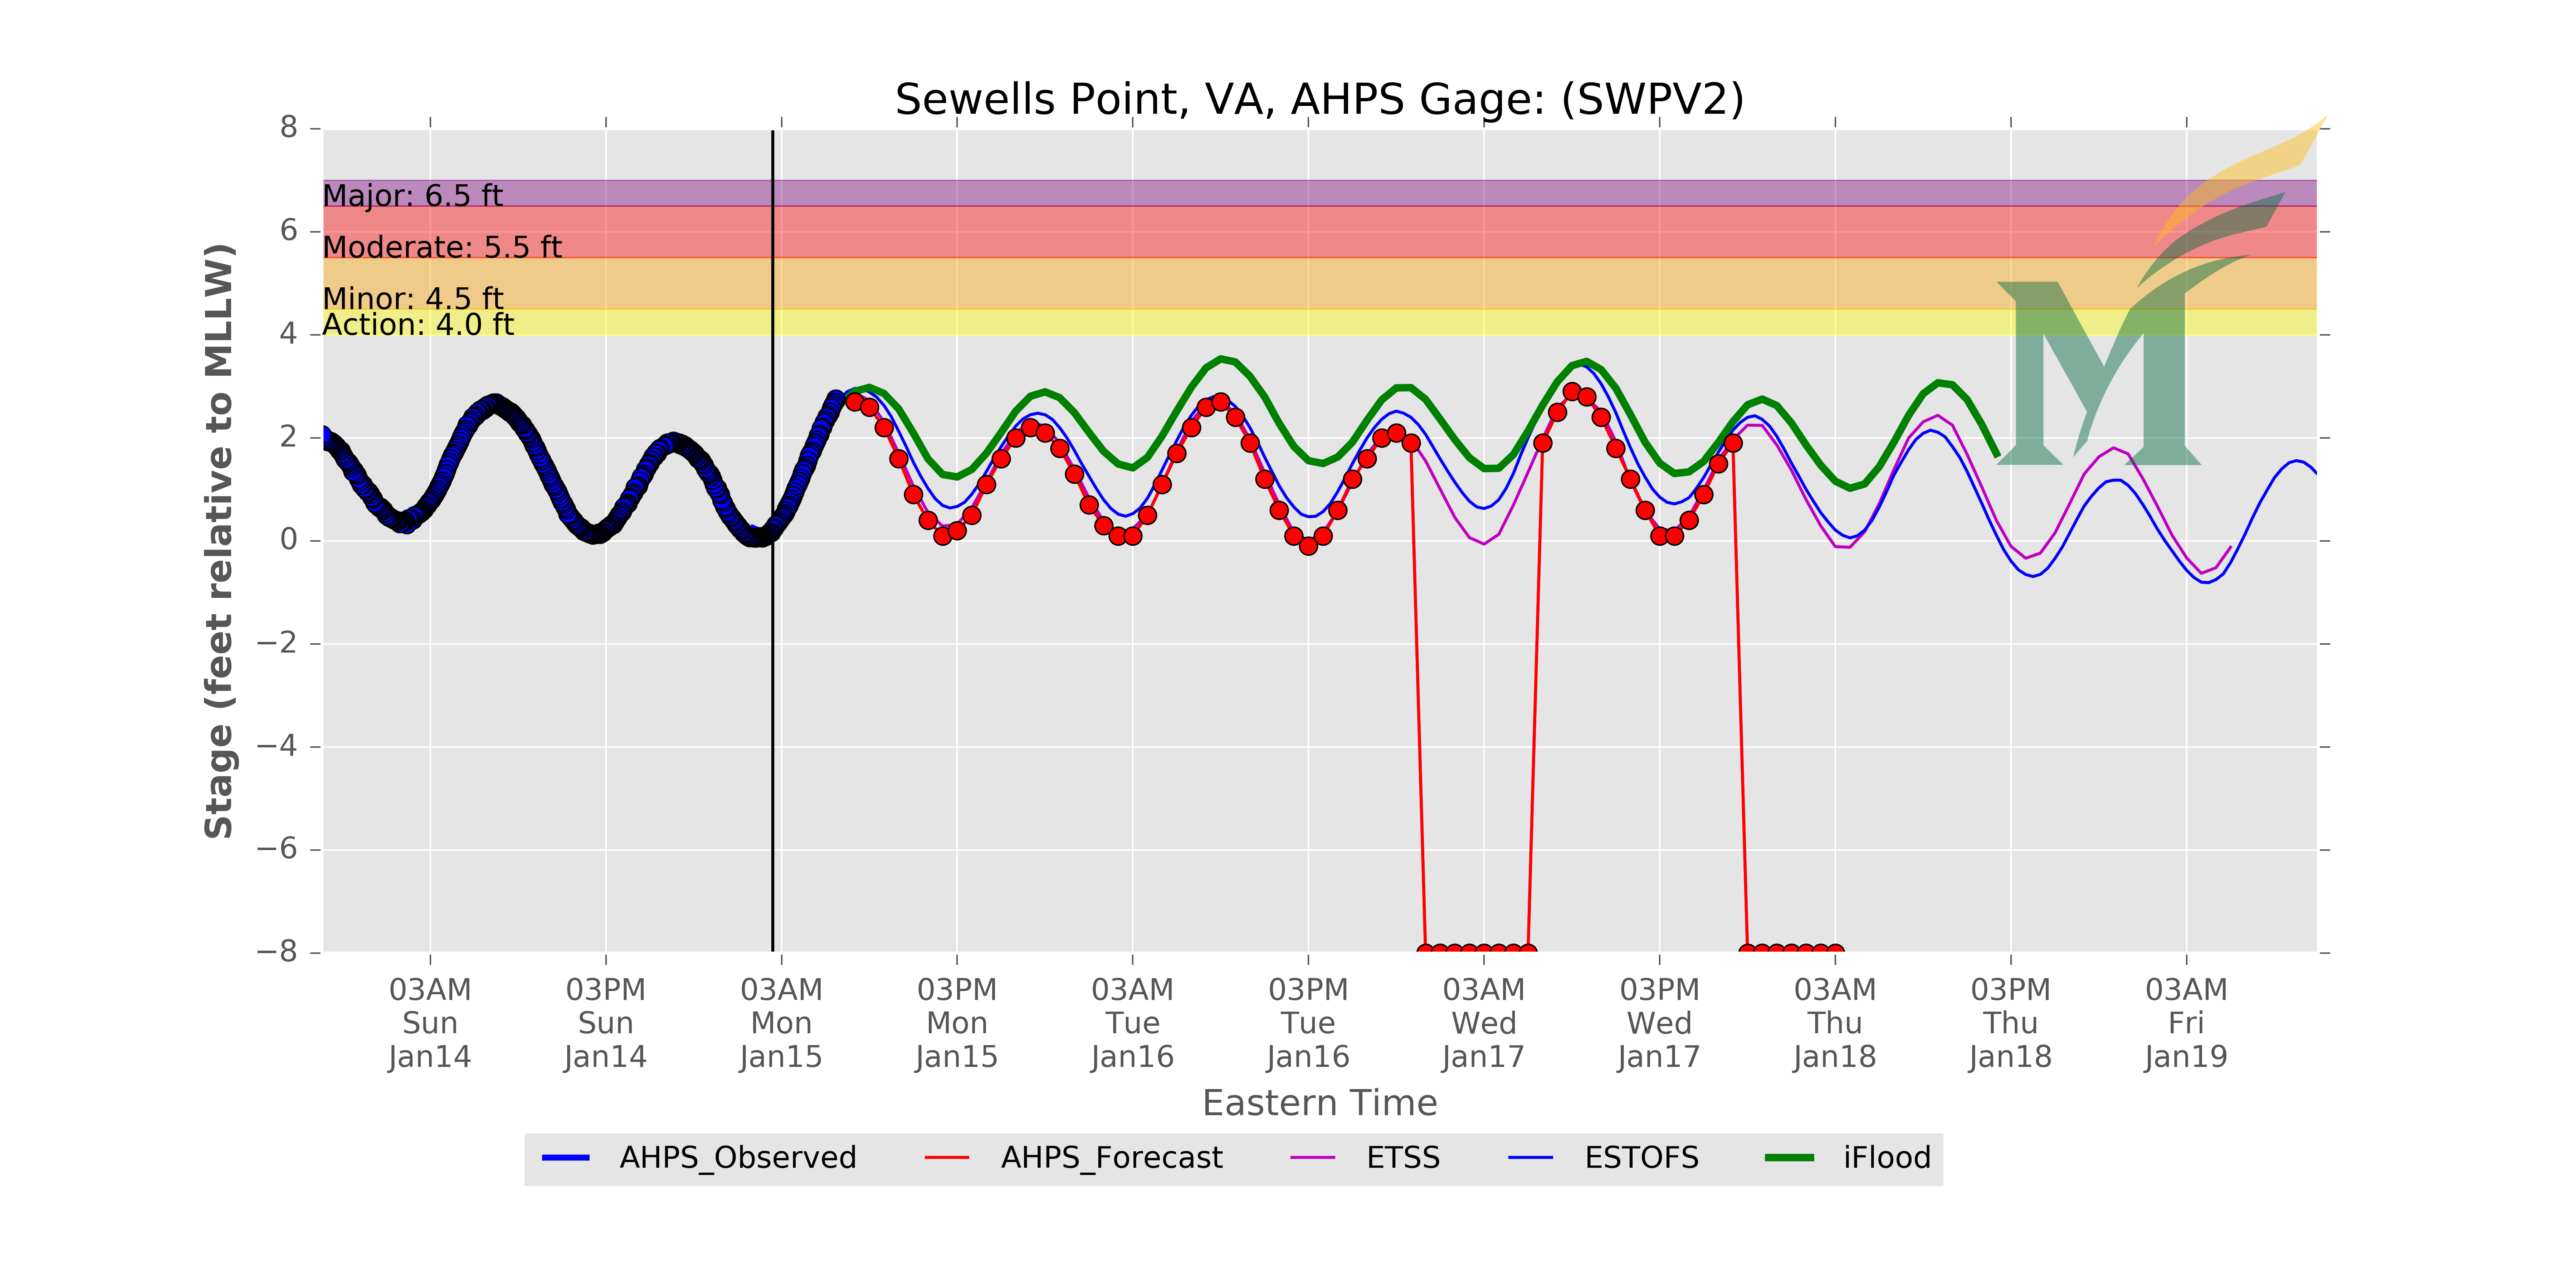 Sewells Point, VA, AHPS Gage: (SWPV2)
8
6
4
2
0
−2
−4
−6
−8
Stage (feet relative to MLLW)
Major: 6.5 ft
Moderate: 5.5 ft
Minor: 4.5 ft
Action: 4.0 ft
M
03AM
Sun
Jan14
03PM
Sun
Jan14
03AM
Mon
Jan15
03PM
Mon
Jan15
03AM
Tue
Jan16
03PM
Tue
Jan16
03AM
Wed
Jan17
03PM
Wed
Jan17
03AM
Thu
Jan18
03PM
Thu
Jan18
03AM
Fri
Jan19
Eastern Time
AHPS_Observed
AHPS_Forecast
ETSS
ESTOFS
iFlood